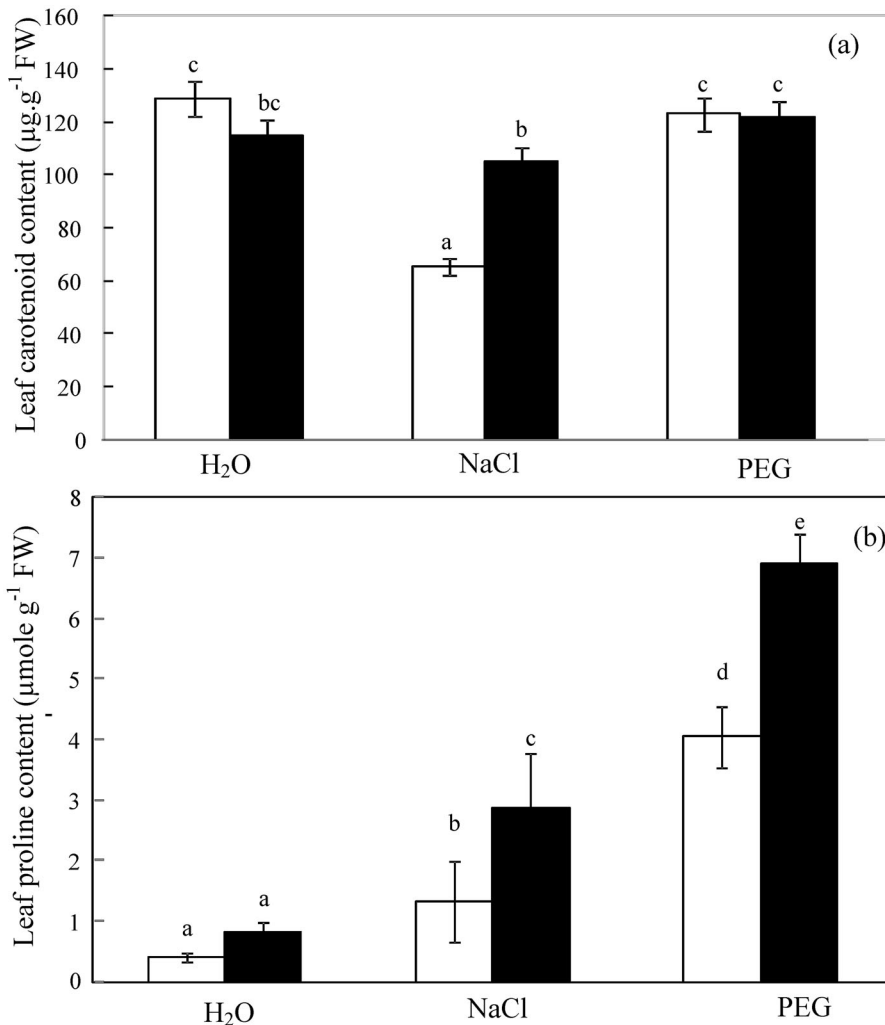 160
(a)
140
c
c
c
bc
120
b
100
80
a
60
40
20
0
Leaf carotenoid content (µg.g⁻¹ FW)
H₂O NaCl PEG
8
e
(b)
7
6
d
5
4
c
3
b
2
a
a
1
0
Leaf proline content (µmole g⁻¹ FW)
H₂O NaCl PEG